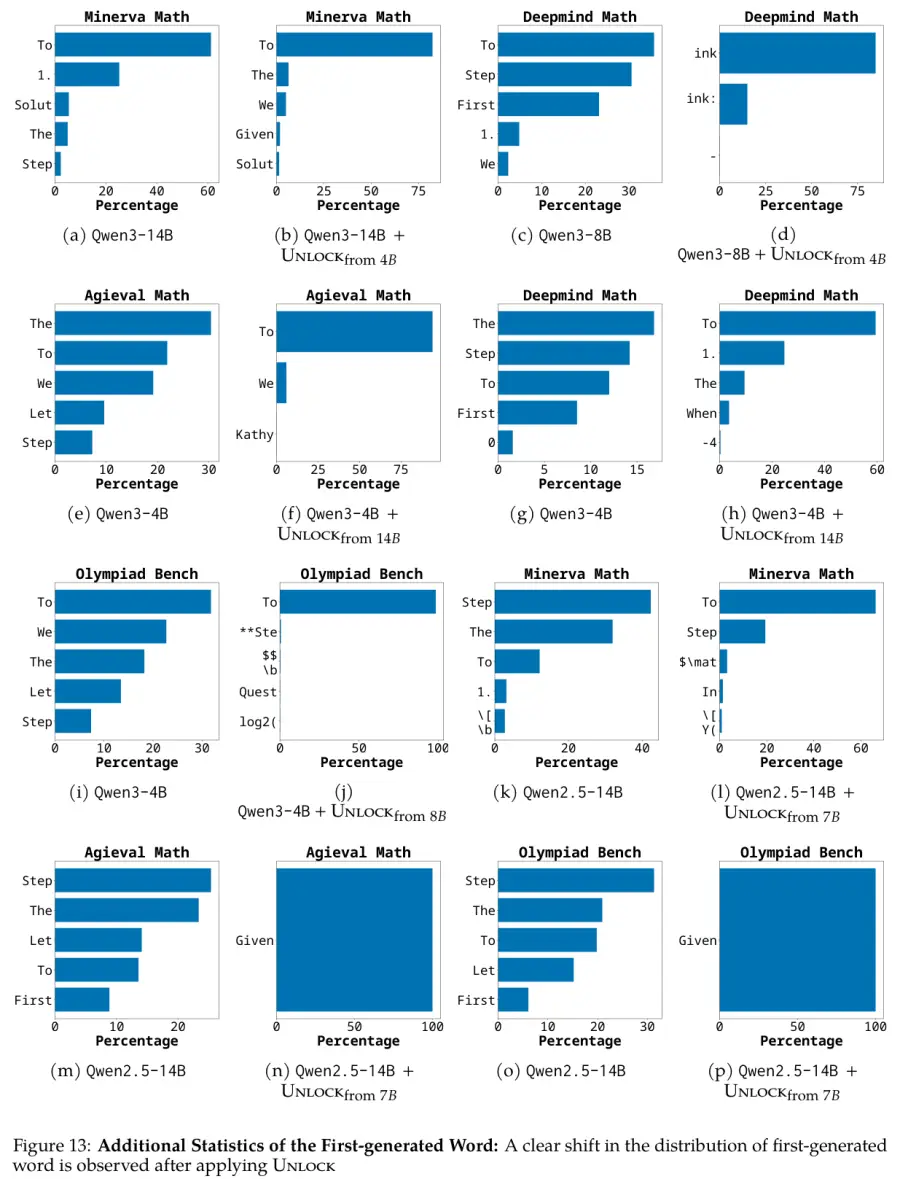 Minerva Math
To
1.
Solut
The
Step
0 20 40 60
Percentage
(a) Qwen3-14B
Minerva Math
To
The
We
Given
Solut
0 25 50 75
Percentage
(b) Qwen3-14B +
UNLOCKfrom 4B
Deepmind Math
To
Step
First
1.
We
0 10 20 30
Percentage
(c) Qwen3-8B
Deepmind Math
ink
ink:
-
0 25 50 75
Percentage
(d)
Qwen3-8B + UNLOCKfrom 4B
Agieval Math
The
To
We
Let
Step
0 10 20 30
Percentage
(e) Qwen3-4B
Agieval Math
To
We
Kathy
0 25 50 75
Percentage
(f) Qwen3-4B +
UNLOCKfrom 14B
Deepmind Math
The
Step
To
First
0
0 5 10 15
Percentage
(g) Qwen3-4B
Deepmind Math
To
1.
The
When
-4
0 20 40 60
Percentage
(h) Qwen3-4B +
UNLOCKfrom 14B
Olympiad Bench
To
We
The
Let
Step
0 10 20 30
Percentage
(i) Qwen3-4B
Olympiad Bench
To
**Ste
$$
\b
Quest
log2(
0 50 100
Percentage
(j)
Qwen3-4B + UNLOCKfrom 8B
Minerva Math
Step
The
To
1.
\[
\b
0 20 40
Percentage
(k) Qwen2.5-14B
Minerva Math
To
Step
$\mat
In
\[
Y(
0 20 40 60
Percentage
(l) Qwen2.5-14B +
UNLOCKfrom 7B
Agieval Math
Step
The
Let
To
First
0 10 20
Percentage
(m) Qwen2.5-14B
Agieval Math
Given
0 50 100
Percentage
(n) Qwen2.5-14B +
UNLOCKfrom 7B
Olympiad Bench
Step
The
To
Let
First
0 10 20 30
Percentage
(o) Qwen2.5-14B
Olympiad Bench
Given
0 50 100
Percentage
(p) Qwen2.5-14B +
UNLOCKfrom 7B
Figure 13: Additional Statistics of the First-generated Word: A clear shift in the distribution of first-generated
word is observed after applying UNLOCK